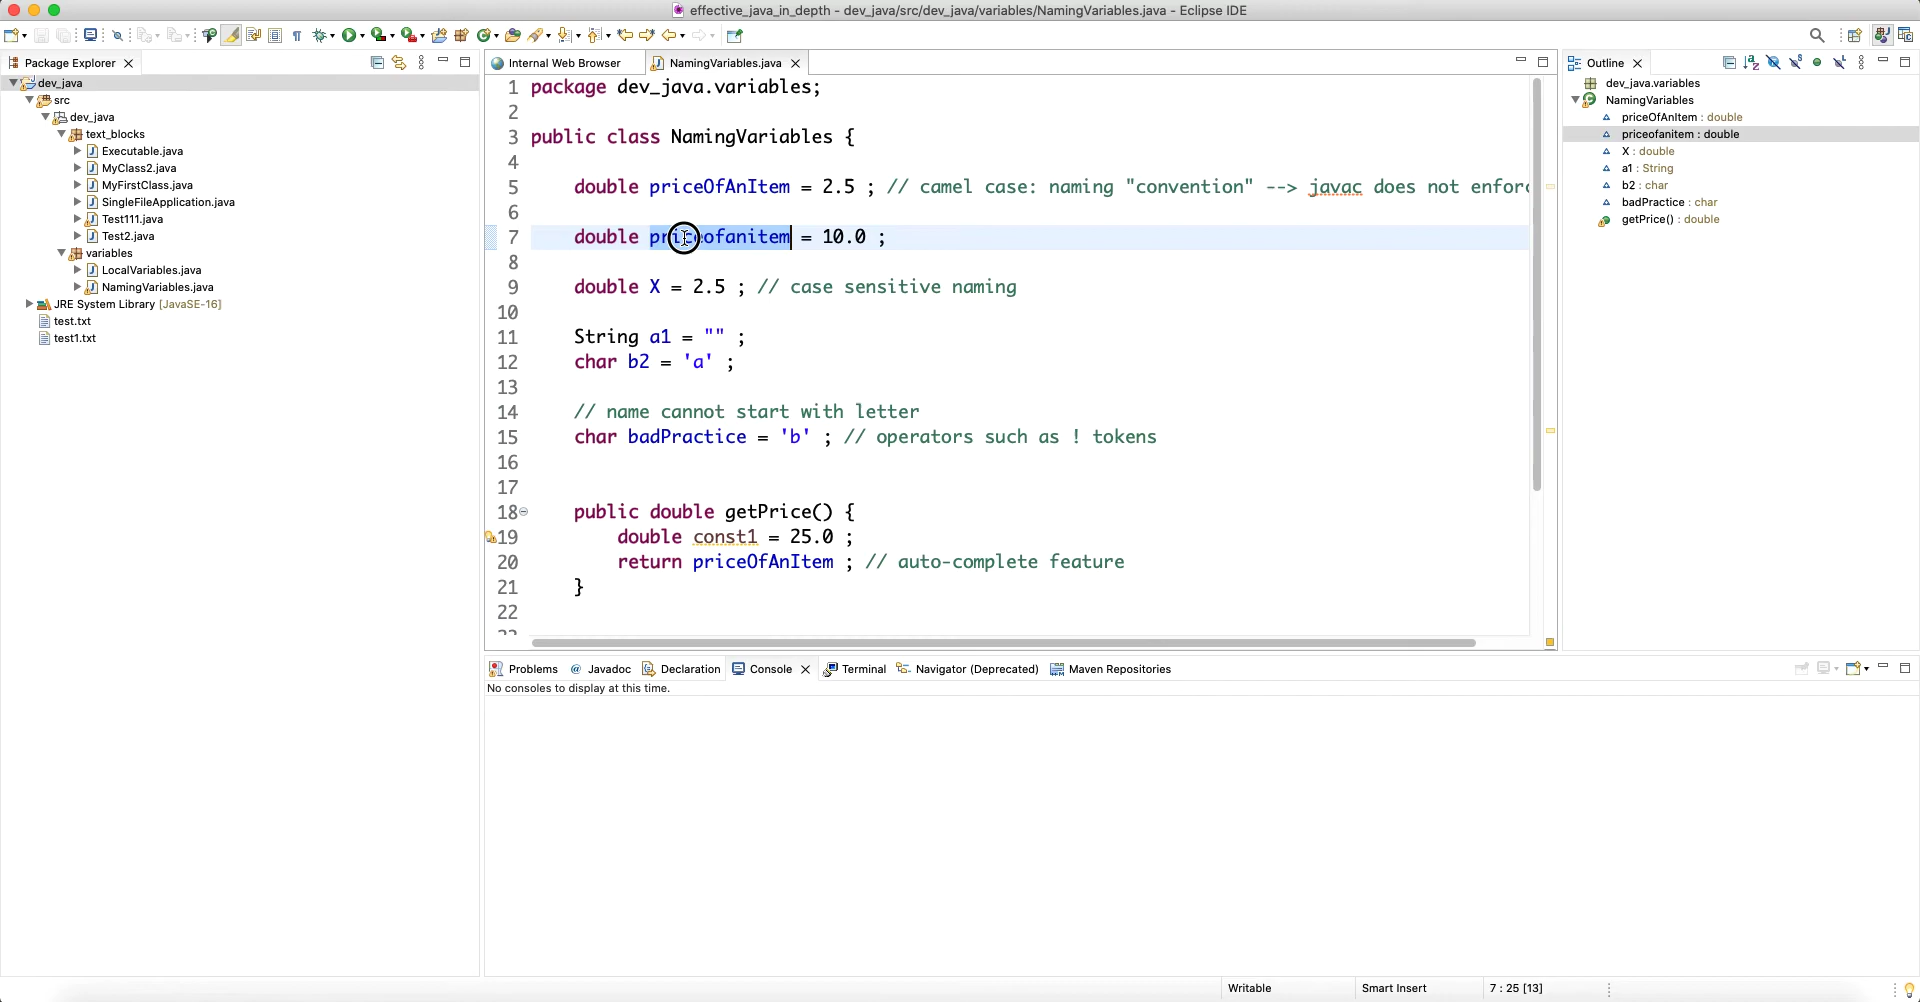 effective_java_in_depth - dev_java/src/dev_java/variables/NamingVariables.java - Eclipse IDE
Package Explorer
dev_java
src
dev_java
text_blocks
Executable.java
MyClass2.java
MyFirstClass.java
SingleFileApplication.java
Test111.java
Test2.java
variables
LocalVariables.java
NamingVariables.java
JRE System Library [JavaSE-16]
test.txt
test1.txt
Internal Web Browser
NamingVariables.java
1 package dev_java.variables;
2
3 public class NamingVariables {
4
5 double priceOfAnItem = 2.5 ; // camel case: naming "convention" --> javac does not enforc
6
7 double priceofanitem = 10.0 ;
8
9 double X = 2.5 ; // case sensitive naming
10
11 String a1 = "" ;
12 char b2 = 'a' ;
13
14 // name cannot start with letter
15 char badPractice = 'b' ; // operators such as ! tokens
16
17
18 public double getPrice() {
19 double const1 = 25.0 ;
20 return priceOfAnItem ; // auto-complete feature
21 }
22
Outline
dev_java.variables
NamingVariables
priceOfAnItem : double
priceofanitem : double
X : double
a1 : String
b2 : char
badPractice : char
getPrice() : double
Problems
@ Javadoc
Declaration
Console
Terminal
Navigator (Deprecated)
Maven Repositories
No consoles to display at this time.
Writable
Smart Insert
7 : 25 [13]